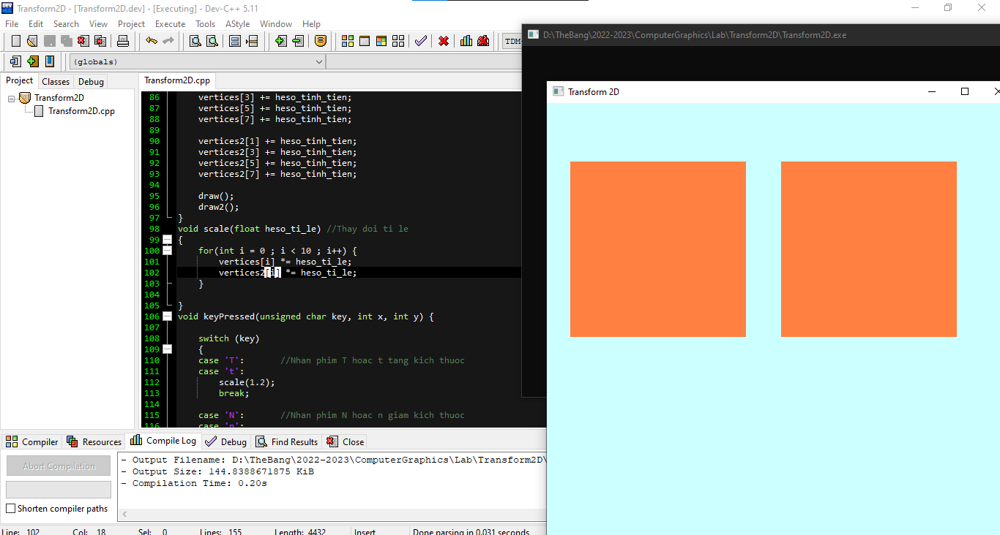 Transform2D - [Transform2D.dev] - [Executing] - Dev-C++ 5.11
File Edit Search View Project Execute Tools AStyle Window Help
TDM-
(globals)
Project Classes Debug
Transform2D
Transform2D.cpp
Transform2D.cpp
86 vertices[3] += heso_tinh_tien;
87 vertices[5] += heso_tinh_tien;
88 vertices[7] += heso_tinh_tien;
89
90 vertices2[1] += heso_tinh_tien;
91 vertices2[3] += heso_tinh_tien;
92 vertices2[5] += heso_tinh_tien;
93 vertices2[7] += heso_tinh_tien;
94
95 draw();
96 draw2();
97 }
98 void scale(float heso_ti_le) //Thay doi ti le
99 {
100 for(int i = 0 ; i < 10 ; i++) {
101 vertices[i] *= heso_ti_le;
102 vertices2[i] *= heso_ti_le;
103 }
104
105 }
106 void keyPressed(unsigned char key, int x, int y) {
107
108 switch (key)
109 {
110 case 'T': //Nhan phim T hoac t tang kich thuoc
111 case 't':
112 scale(1.2);
113 break;
114
115 case 'N': //Nhan phim N hoac n giam kich thuoc
116 case 'n':
D:\TheBang\2022-2023\ComputerGraphics\Lab\Transform2D\Transform2D.exe
Transform 2D
Compiler Resources Compile Log Debug Find Results Close
Abort Compilation
Shorten compiler paths
- Output Filename: D:\TheBang\2022-2023\ComputerGraphics\Lab\Transform2D\
- Output Size: 144.8388671875 KiB
- Compilation Time: 0.20s
Line: 102 Col: 18 Sel: 0 Lines: 155 Length: 4432 Insert Done parsing in 0.031 seconds